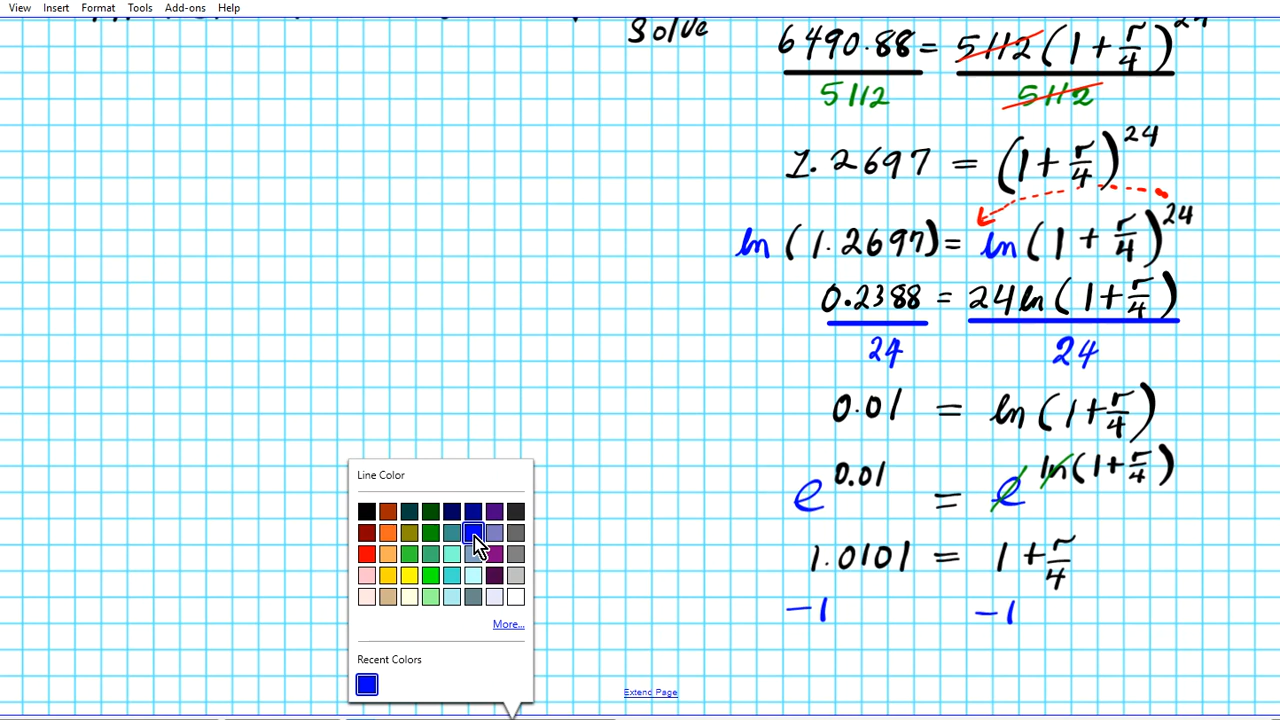 View Insert Format Tools Add-ons Help
Solve
6490.88 = 5112(1+r/4)^24
5112 5112
1.2697 = (1+r/4)^24
ln(1.2697) = ln(1+r/4)^24
0.2388 = 24ln(1+r/4)
24 24
0.01 = ln(1+r/4)
e^0.01 = e^ln(1+r/4)
1.0101 = 1+r/4
-1 -1
Line Color
More...
Recent Colors
Extend Page